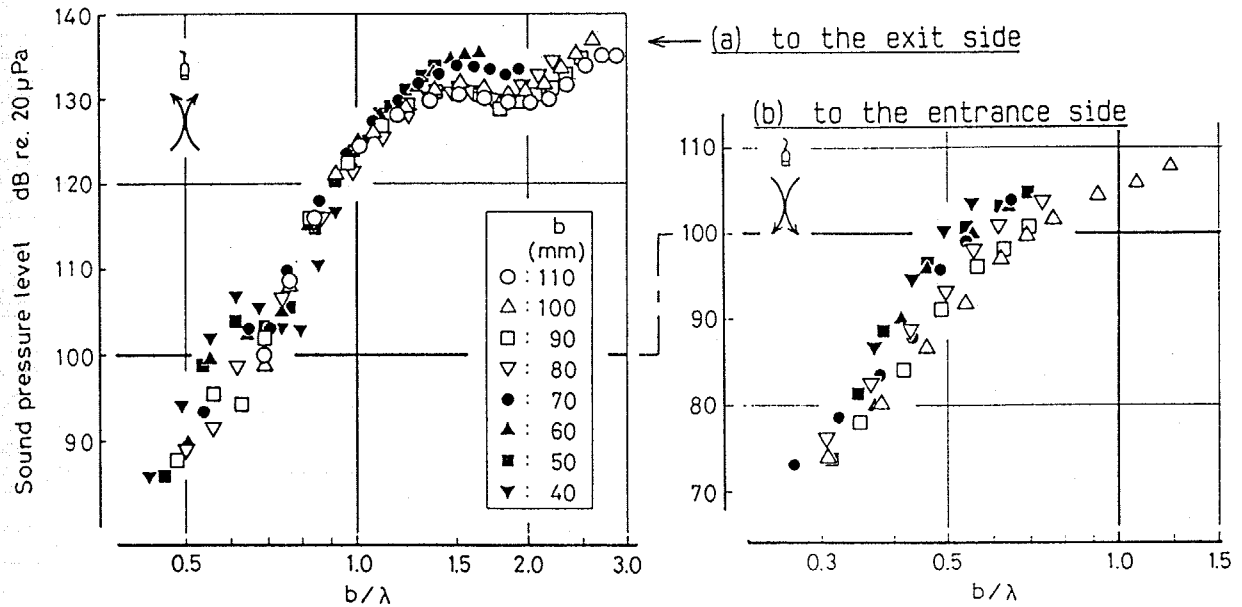 Sound pressure level dB re. 20 μPa
140
130
120
110
100
90
0.5 1.0 1.5 2.0 3.0
b/λ
(a) to the exit side
b
(mm)
○ : 110
△ : 100
□ : 90
▽ : 80
● : 70
▲ : 60
■ : 50
▼ : 40
(b) to the entrance side
110
100
90
80
70
0.3 0.5 1.0 1.5
b/λ